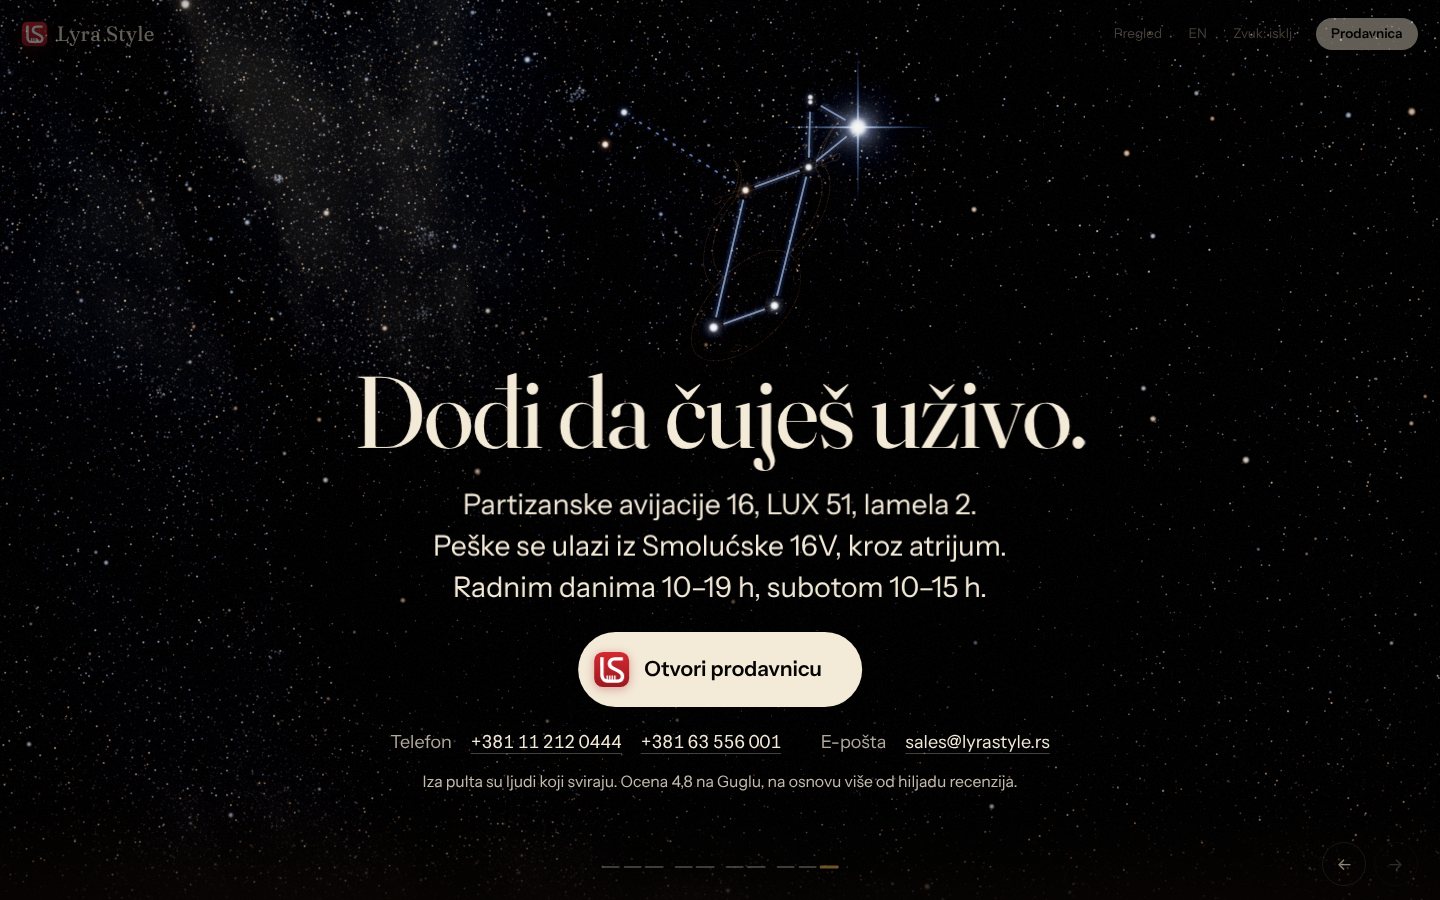 LS Lyra Style
Pregled EN Zvuk: isklj. Prodavnica
Dođi da čuješ uživo.
Partizanske avijacije 16, LUX 51, lamela 2.
Peške se ulazi iz Smolućske 16V, kroz atrijum.
Radnim danima 10–19 h, subotom 10–15 h.
LS Otvori prodavnicu
Telefon +381 11 212 0444 +381 63 556 001 E-pošta sales@lyrastyle.rs
Iza pulta su ljudi koji sviraju. Ocena 4,8 na Guglu, na osnovu više od hiljadu recenzija.